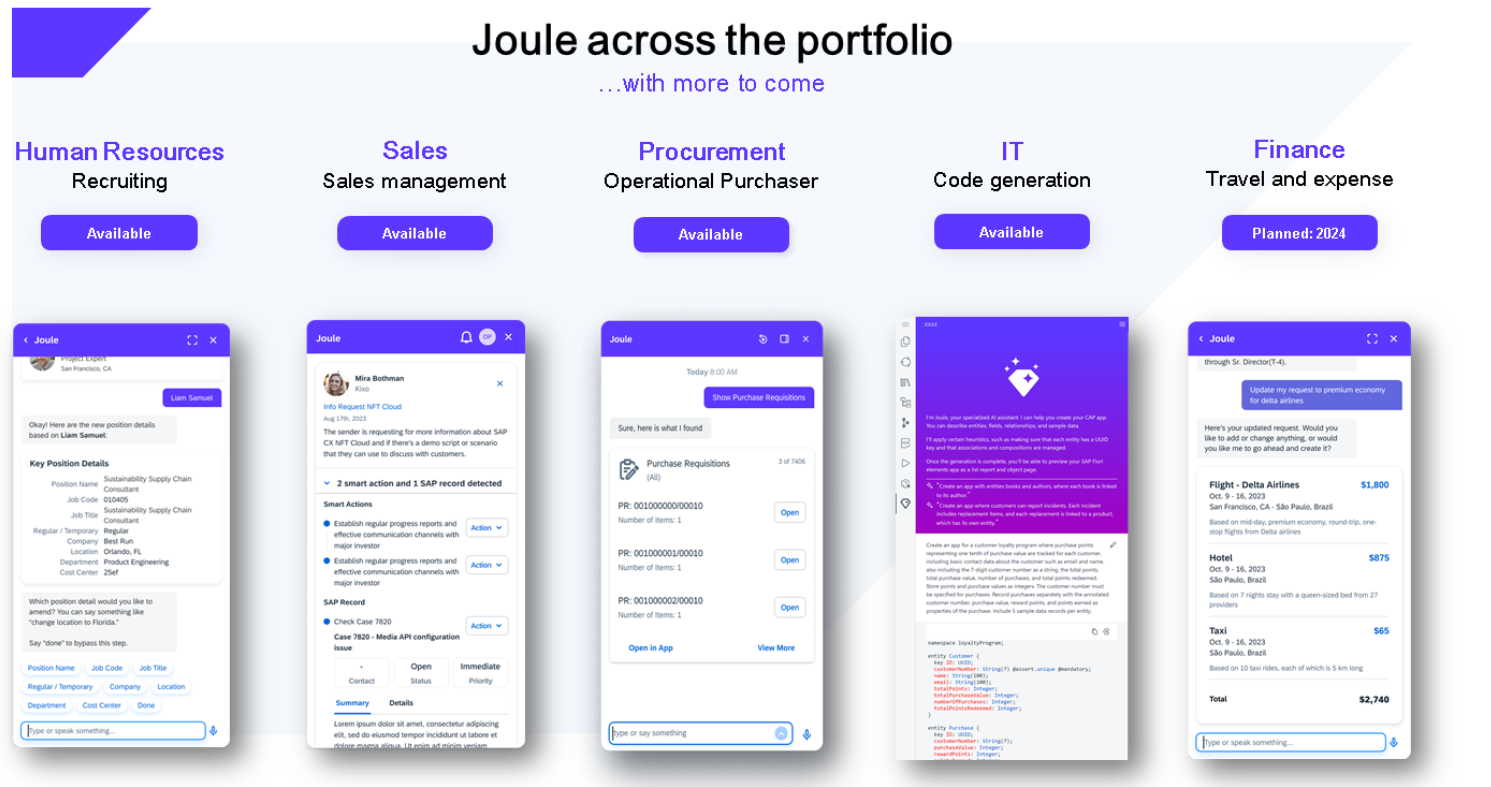 Joule across the portfolio
...with more to come
Human Resources
Recruiting
Available
Sales
Sales management
Available
Procurement
Operational Purchaser
Available
IT
Code generation
Available
Finance
Travel and expense
Planned: 2024
Joule
Project Expert
San Francisco, CA
Liam Samuel
Okay! Here are the new position details
based on Liam Samuel:
Key Position Details
Position Name Sustainability Supply Chain
Consultant
Job Code 010405
Job Title Sustainability Supply Chain
Consultant
Regular / Temporary Regular
Company Best Run
Location Orlando, FL
Department Product Engineering
Cost Center 25ef
Which position detail would you like to
amend? You can say something like
"change location to Florida."
Say "done" to bypass this step.
Position Name Job Code Job Title
Regular / Temporary Company Location
Department Cost Center Done
Type or speak something...
Joule
OP
Mira Bothman
Kixo
Info Request NFT Cloud
Aug 17th, 2023
The sender is requesting for more information about SAP
CX NFT Cloud and if there's a demo script or scenario
that they can use to discuss with customers.
2 smart action and 1 SAP record detected
Smart Actions
Establish regular progress reports and
effective communication channels with
major investor
Action
Establish regular progress reports and
effective communication channels with
major investor
Action
SAP Record
Check Case 7820
Action
Case 7820 - Media API configuration
issue
- Open Immediate
Contact Status Priority
Summary Details
Lorem ipsum dolor sit amet, consectetur adipiscing
elit, sed do eiusmod tempor incididunt ut labore et
dolore magna aliqua. Ut enim ad minim veniam
Joule
Today 8:00 AM
Show Purchase Requisitions
Sure, here is what I found
Purchase Requisitions 3 of 7406
(All)
PR: 001000000/00010
Number of Items: 1
Open
PR: 001000001/00010
Number of Items: 1
Open
PR: 001000002/00010
Number of Items: 1
Open
Open in App View More
Type or say something
JOULE
I'm Joule, your specialized AI assistant. I can help you create your CAP app.
You can describe entities, fields, relationships, and sample data.
I'll apply certain heuristics, such as making sure that each entity has a UUID
key and that associations and compositions are managed.
Once the generation is complete, you'll be able to preview your SAP Fiori
elements app as a list report and object page.
"Create an app with entities books and authors, where each book is linked
to its author."
"Create an app where customers can report incidents. Each incident
includes replacement items, and each replacement is linked to a product,
which has its own entity."
Create an app for a customer loyalty program where purchase points
representing one tenth of purchase value are tracked for each customer,
including basic contact data about the customer such as email and name,
also including the 7-digit customer number as a string, the total points,
total purchase value, number of purchases, and total points redeemed.
Store points and purchase values as integers. The customer number must
be specified for purchases. Record purchases separately with the annotated
customer number, purchase value, reward points, and points earned as
properties of the purchase. Include 5 sample data records per entity.
namespace loyaltyProgram;
entity Customer {
key ID: UUID;
customerNumber: String(7) @assert.unique @mandatory;
name: String(100);
email: String(100);
totalPoints: Integer;
totalPurchaseValue: Integer;
numberOfPurchases: Integer;
totalPointsRedeemed: Integer;
}
entity Purchase {
key ID: UUID;
customerNumber: String(7);
purchaseValue: Integer;
rewardPoints: Integer;
Joule
through Sr. Director(T-4).
Update my request to premium economy
for delta airlines
Here's your updated request. Would you
like to add or change anything, or would
you like me to go ahead and create it?
Flight - Delta Airlines $1,800
Oct. 9 - 16, 2023
San Francisco, CA - São Paulo, Brazil
Based on mid-day, premium economy, round-trip, one-
stop flights from Delta airlines
Hotel $875
Oct. 9 - 16, 2023
São Paulo, Brazil
Based on 7 nights stay with a queen-sized bed from 27
providers
Taxi $65
Oct. 9 - 16, 2023
São Paulo, Brazil
Based on 10 taxi rides, each of which is 5 km long
Total $2,740
Type or speak something...